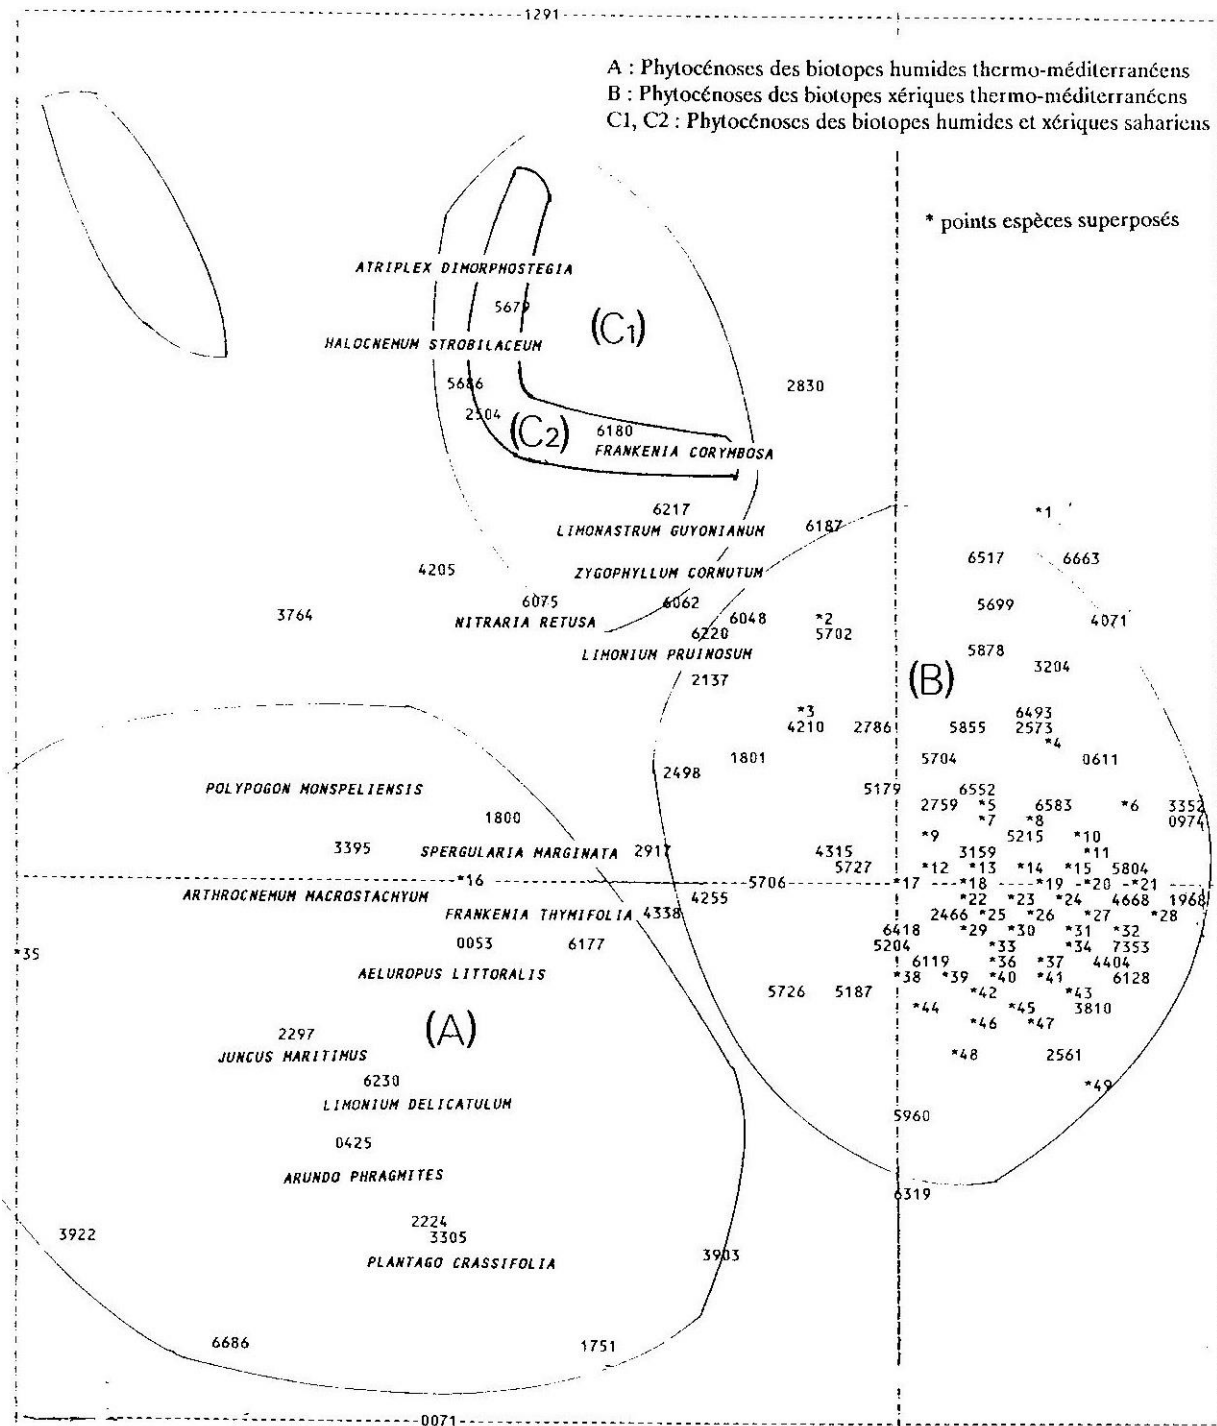 1291
A : Phytocénoses des biotopes humides thermo-méditerranéens
B : Phytocénoses des biotopes xériques thermo-méditerranéens
C1, C2 : Phytocénoses des biotopes humides et xériques sahariens
* points espèces superposés
ATRIPLEX DIMORPHOSTEGIA
5679
(C1)
HALOCNEMUM STROBILACEUM
5686 2830
2504
(C2) 6180
FRANKENIA CORYMBOSA
6217 *1
LIMONASTRUM GUYONIANUM 6187
6517 6663
4205 ZYGOPHYLLUM CORNUTUM
6075 6062 5699
3764 NITRARIA RETUSA 6048 *2 4071
6220 5702
LIMONIUM PRUINOSUM 5878
3204
2137 (B)
*3 6493
4210 2786 5855 2573
*4
1801 5704 0611
2498
POLYPOGON MONSPELIENSIS 5179 6552
2759 *5 6583 *6 3352
1800 *7 *8 0974
*9 5215 *10
3395 SPERGULARIA MARGINATA 2917 4315 3159 *11
5727 *12 *13 *14 *15 5804
*16 5706 *17 *18 *19 *20 *21
ARTHROCNEMUM MACROSTACHYUM 4255 *22 *23 *24 4668 1968
FRANKENIA THYMIFOLIA 4338 2466 *25 *26 *27 *28
6418 *29 *30 *31 *32
0053 6177 5204 *33 *34 7353
*35 6119 *36 *37 4404
AELUROPUS LITTORALIS *38 *39 *40 *41 6128
5726 5187 *42 *43
*44 *45 3810
(A) *46 *47
2297
JUNCUS MARITIMUS *48 2561
6230 *49
LIMONIUM DELICATULUM
5960
0425
ARUNDO PHRAGMITES
6319
2224
3922 3305
3903
PLANTAGO CRASSIFOLIA
6686 1751
0071